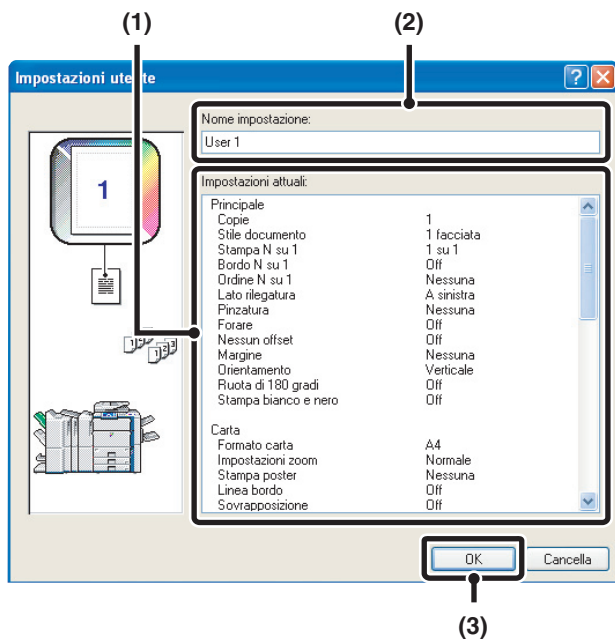 (1) (2)
Impostazioni utente
Nome impostazione:
User 1
1
Impostazioni attuali:
Principale
Copie 1
Stile documento 1 facciata
Stampa N su 1 1 su 1
Bordo N su 1 Off
Ordine N su 1 Nessuna
Lato rilegatura A sinistra
Pinzatura Nessuna
Forare Off
Nessun offset Off
Margine Nessuna
Orientamento Verticale
Ruota di 180 gradi Off
Stampa bianco e nero Off
Carta
Formato carta A4
Impostazioni zoom Normale
Stampa poster Nessuna
Linea bordo Off
Sovrapposizione Off
OK Cancella
(3)